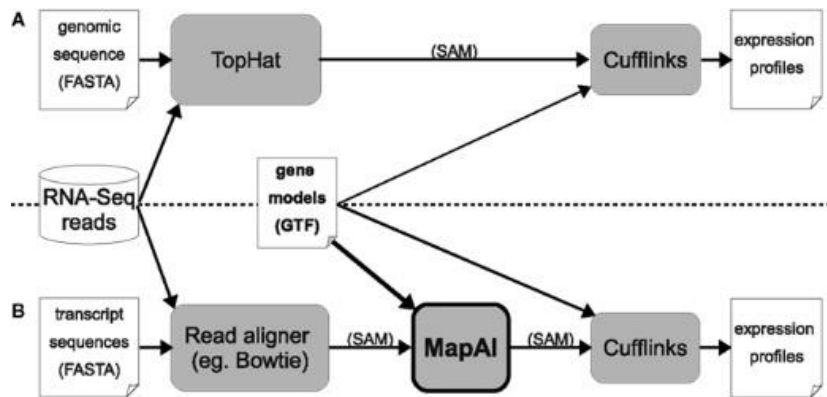 A
genomic
sequence
(FASTA)
TopHat
(SAM)
Cufflinks
expression
profiles
RNA-Seq
reads
gene
models
(GTF)
B
transcript
sequences
(FASTA)
Read aligner
(eg. Bowtie)
(SAM)
MapAl
(SAM)
Cufflinks
expression
profiles